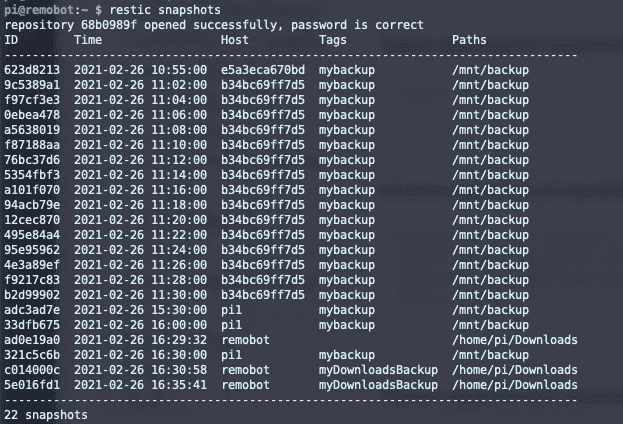 pi@remobot:~ $ restic snapshots
repository 68b0989f opened successfully, password is correct
ID        Time                 Host          Tags               Paths
------------------------------------------------------------------------------
623d8213  2021-02-26 10:55:00  e5a3eca670bd  mybackup           /mnt/backup
9c5389a1  2021-02-26 11:02:00  b34bc69ff7d5  mybackup           /mnt/backup
f97cf3e3  2021-02-26 11:04:00  b34bc69ff7d5  mybackup           /mnt/backup
0ebea478  2021-02-26 11:06:00  b34bc69ff7d5  mybackup           /mnt/backup
a5638019  2021-02-26 11:08:00  b34bc69ff7d5  mybackup           /mnt/backup
f87188aa  2021-02-26 11:10:00  b34bc69ff7d5  mybackup           /mnt/backup
76bc37d6  2021-02-26 11:12:00  b34bc69ff7d5  mybackup           /mnt/backup
5354fbf3  2021-02-26 11:14:00  b34bc69ff7d5  mybackup           /mnt/backup
a101f070  2021-02-26 11:16:00  b34bc69ff7d5  mybackup           /mnt/backup
94acb79e  2021-02-26 11:18:00  b34bc69ff7d5  mybackup           /mnt/backup
12cec870  2021-02-26 11:20:00  b34bc69ff7d5  mybackup           /mnt/backup
495e84a4  2021-02-26 11:22:00  b34bc69ff7d5  mybackup           /mnt/backup
95e95962  2021-02-26 11:24:00  b34bc69ff7d5  mybackup           /mnt/backup
4e3a89ef  2021-02-26 11:26:00  b34bc69ff7d5  mybackup           /mnt/backup
f9217c83  2021-02-26 11:28:00  b34bc69ff7d5  mybackup           /mnt/backup
b2d99902  2021-02-26 11:30:00  b34bc69ff7d5  mybackup           /mnt/backup
adc3ad7e  2021-02-26 15:30:00  pi1           mybackup           /mnt/backup
33dfb675  2021-02-26 16:00:00  pi1           mybackup           /mnt/backup
ad0e19a0  2021-02-26 16:29:32  remobot                          /home/pi/Downloads
321c5c6b  2021-02-26 16:30:00  pi1           mybackup           /mnt/backup
c014000c  2021-02-26 16:30:58  remobot       myDownloadsBackup  /home/pi/Downloads
5e016fd1  2021-02-26 16:35:41  remobot       myDownloadsBackup  /home/pi/Downloads
------------------------------------------------------------------------------
22 snapshots